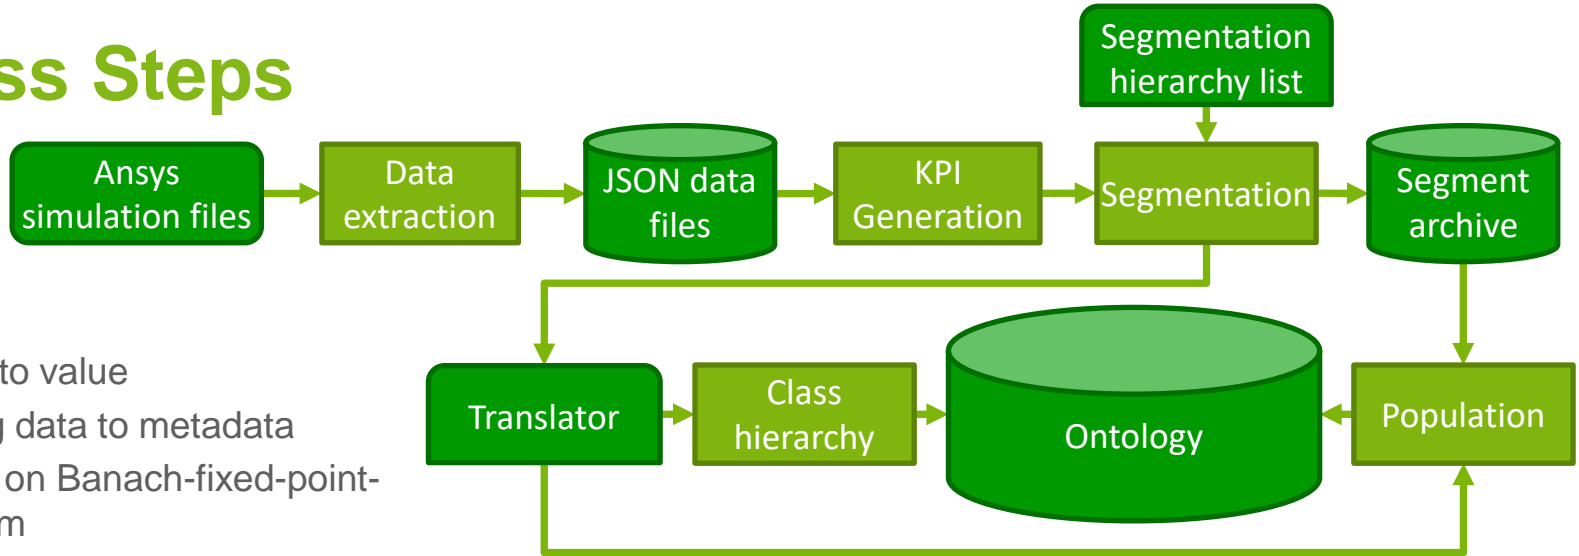 ss Steps
Segmentation
hierarchy list
Ansys
simulation files
Data
extraction
JSON data
files
KPI
Generation
Segmentation
Segment
archive
to value
g data to metadata
on Banach-fixed-point-
m
Translator
Class
hierarchy
Ontology
Population